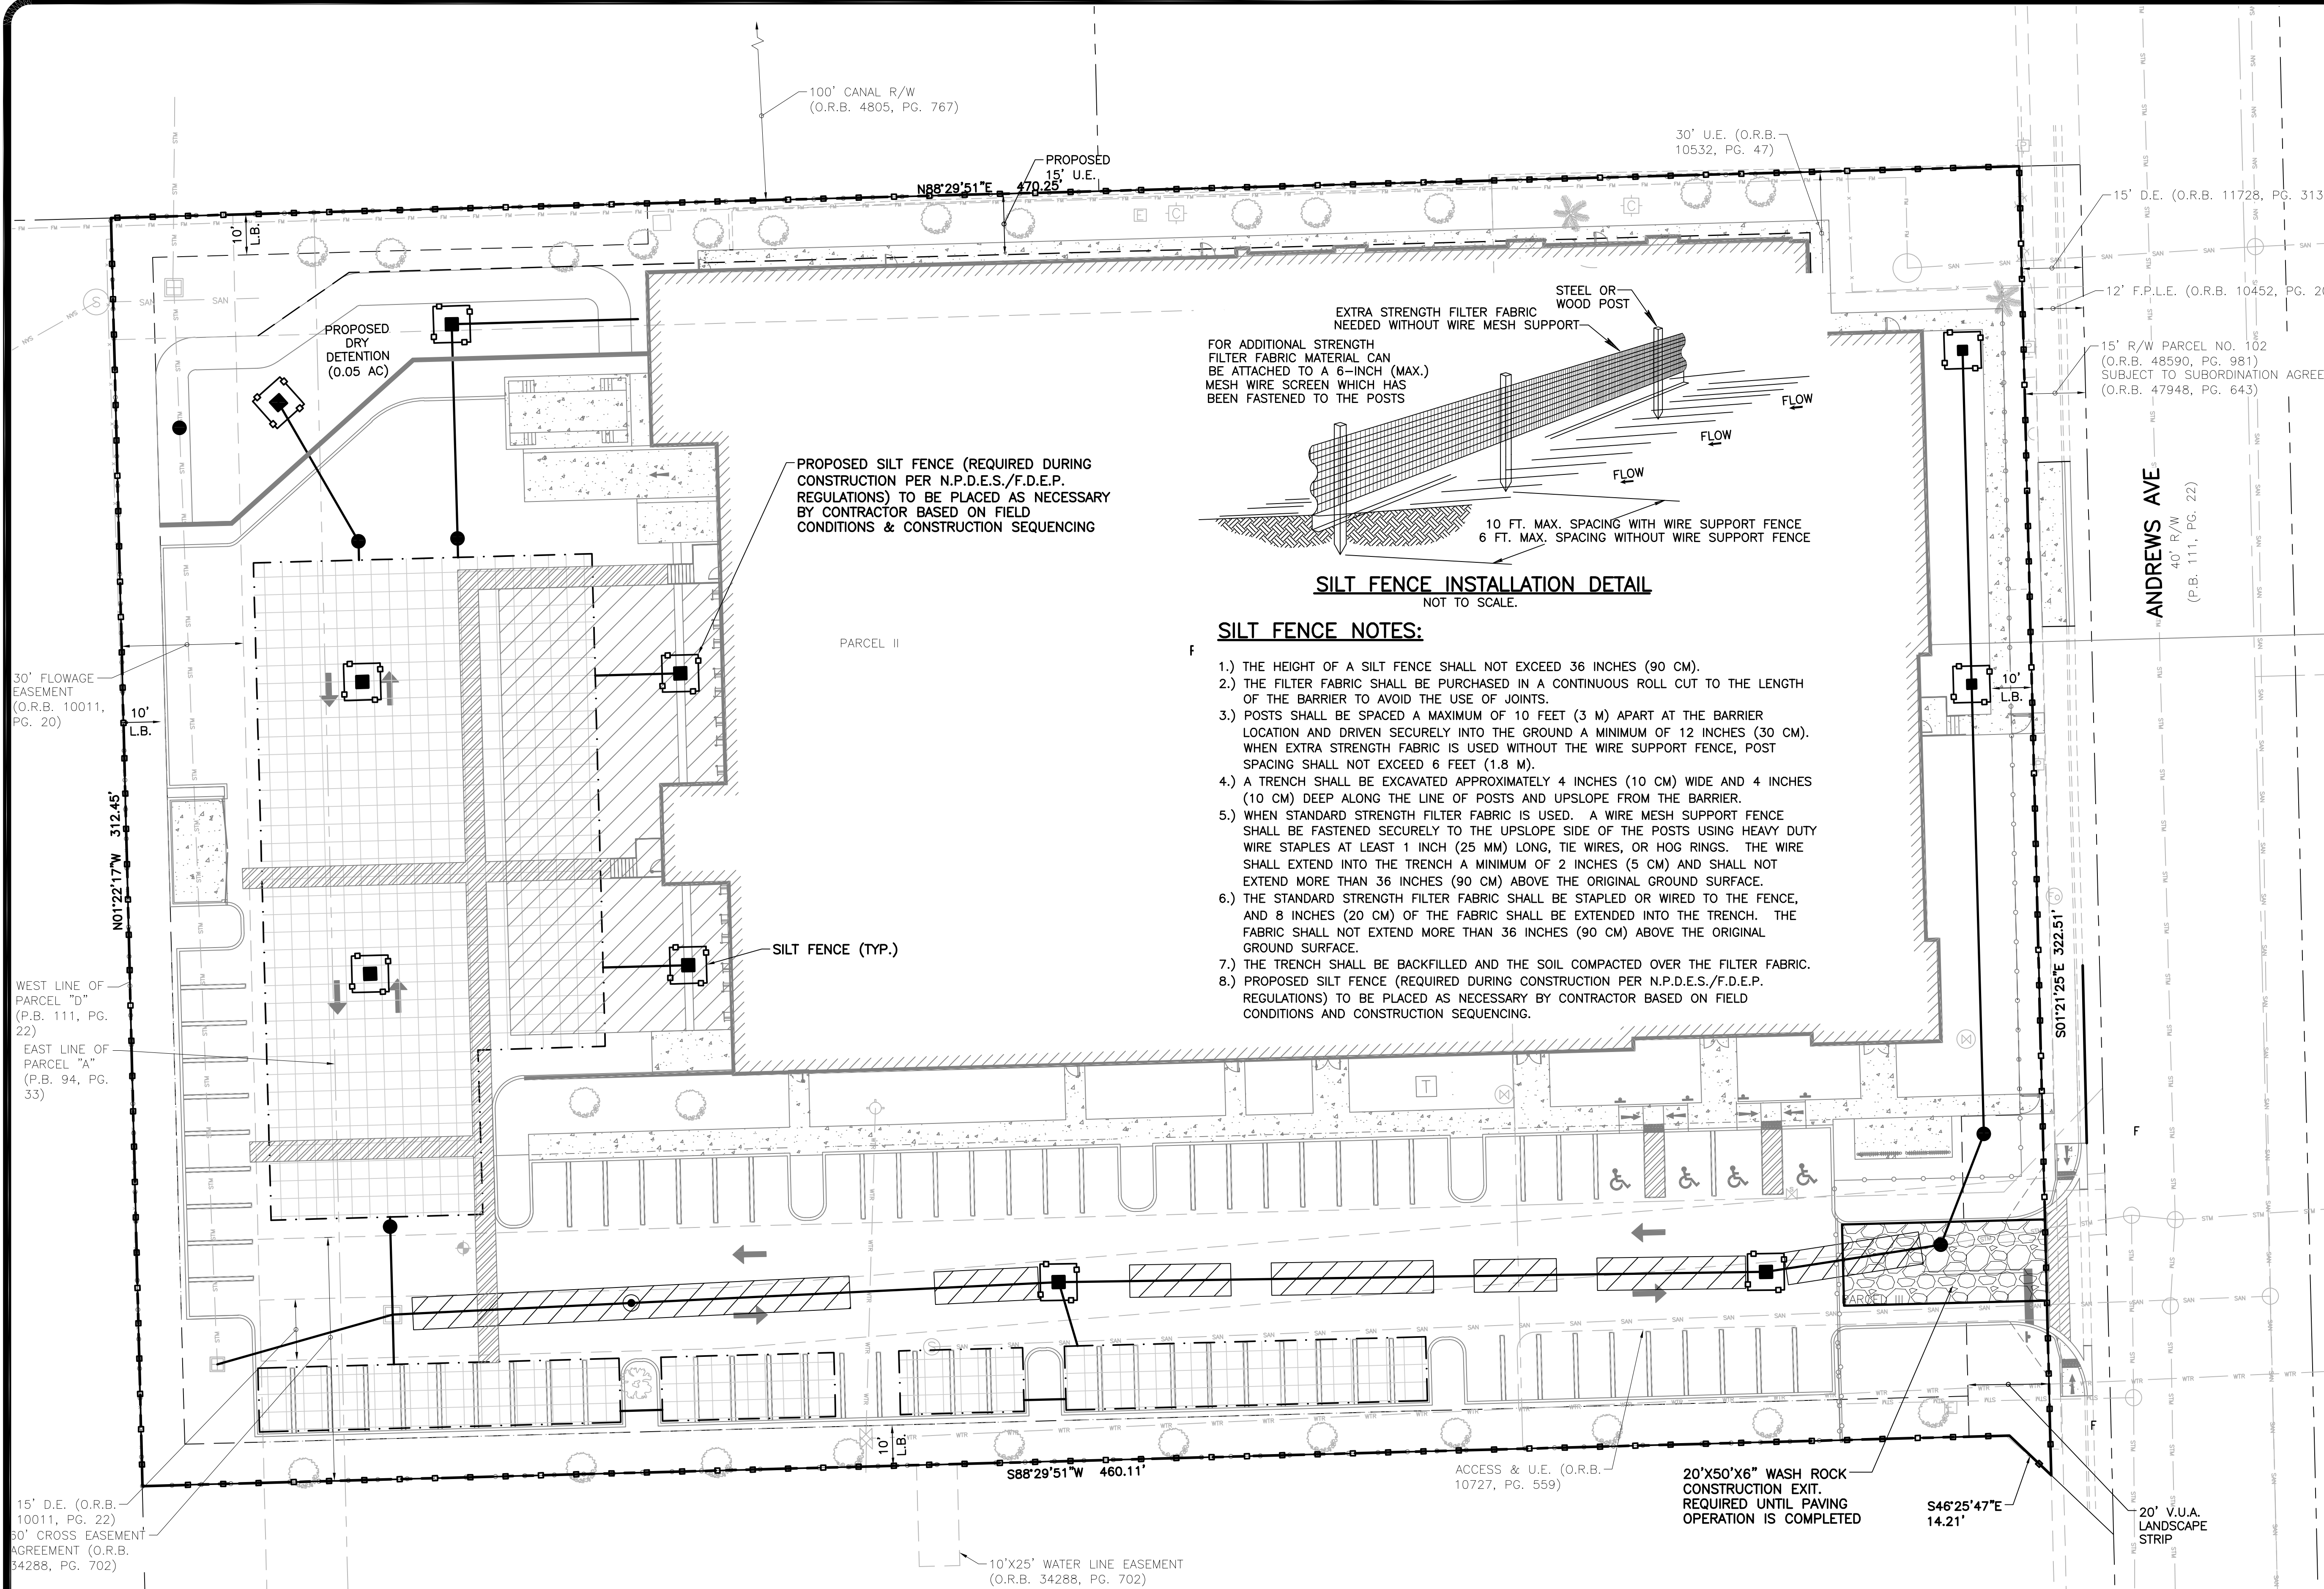 100' CANAL R/W
(O.R.B. 4805, PG. 767)
30' U.E. (O.R.B.
10532, PG. 47)
PROPOSED
15' U.E.
N88°29'51"E 470.25'
15' D.E. (O.R.B. 11728, PG. 313
12' F.P.L.E. (O.R.B. 10452, PG.
15' R/W PARCEL NO. 102
(O.R.B. 48590, PG. 981)
SUBJECT TO SUBORDINATION AGREE
(O.R.B. 47948, PG. 643)
10'
L.B.
PROPOSED
DRY
DETENTION
(0.05 AC)
STEEL OR
WOOD POST
EXTRA STRENGTH FILTER FABRIC
NEEDED WITHOUT WIRE MESH SUPPORT
FOR ADDITIONAL STRENGTH
FILTER FABRIC MATERIAL CAN
BE ATTACHED TO A 6-INCH (MAX.)
MESH WIRE SCREEN WHICH HAS
BEEN FASTENED TO THE POSTS
FLOW
FLOW
FLOW
10 FT. MAX. SPACING WITH WIRE SUPPORT FENCE
6 FT. MAX. SPACING WITHOUT WIRE SUPPORT FENCE
SILT FENCE INSTALLATION DETAIL
NOT TO SCALE.
PROPOSED SILT FENCE (REQUIRED DURING
CONSTRUCTION PER N.P.D.E.S./F.D.E.P.
REGULATIONS) TO BE PLACED AS NECESSARY
BY CONTRACTOR BASED ON FIELD
CONDITIONS & CONSTRUCTION SEQUENCING
ANDREWS AVE
40' R/W
(P.B. 111, PG. 22)
PARCEL II
SILT FENCE NOTES:
1.) THE HEIGHT OF A SILT FENCE SHALL NOT EXCEED 36 INCHES (90 CM).
2.) THE FILTER FABRIC SHALL BE PURCHASED IN A CONTINUOUS ROLL CUT TO THE LENGTH
OF THE BARRIER TO AVOID THE USE OF JOINTS.
3.) POSTS SHALL BE SPACED A MAXIMUM OF 10 FEET (3 M) APART AT THE BARRIER
LOCATION AND DRIVEN SECURELY INTO THE GROUND A MINIMUM OF 12 INCHES (30 CM).
WHEN EXTRA STRENGTH FABRIC IS USED WITHOUT THE WIRE SUPPORT FENCE, POST
SPACING SHALL NOT EXCEED 6 FEET (1.8 M).
4.) A TRENCH SHALL BE EXCAVATED APPROXIMATELY 4 INCHES (10 CM) WIDE AND 4 INCHES
(10 CM) DEEP ALONG THE LINE OF POSTS AND UPSLOPE FROM THE BARRIER.
5.) WHEN STANDARD STRENGTH FILTER FABRIC IS USED. A WIRE MESH SUPPORT FENCE
SHALL BE FASTENED SECURELY TO THE UPSLOPE SIDE OF THE POSTS USING HEAVY DUTY
WIRE STAPLES AT LEAST 1 INCH (25 MM) LONG, TIE WIRES, OR HOG RINGS. THE WIRE
SHALL EXTEND INTO THE TRENCH A MINIMUM OF 2 INCHES (5 CM) AND SHALL NOT
EXTEND MORE THAN 36 INCHES (90 CM) ABOVE THE ORIGINAL GROUND SURFACE.
6.) THE STANDARD STRENGTH FILTER FABRIC SHALL BE STAPLED OR WIRED TO THE FENCE,
AND 8 INCHES (20 CM) OF THE FABRIC SHALL BE EXTENDED INTO THE TRENCH. THE
FABRIC SHALL NOT EXTEND MORE THAN 36 INCHES (90 CM) ABOVE THE ORIGINAL
GROUND SURFACE.
7.) THE TRENCH SHALL BE BACKFILLED AND THE SOIL COMPACTED OVER THE FILTER FABRIC.
8.) PROPOSED SILT FENCE (REQUIRED DURING CONSTRUCTION PER N.P.D.E.S./F.D.E.P.
REGULATIONS) TO BE PLACED AS NECESSARY BY CONTRACTOR BASED ON FIELD
CONDITIONS AND CONSTRUCTION SEQUENCING.
30' FLOWAGE
EASEMENT
(O.R.B. 10011,
PG. 20)
10'
L.B.
10'
L.B.
N01°22'17"W 312.45'
S01°21'25"E 322.51'
SILT FENCE (TYP.)
WEST LINE OF
PARCEL "D"
(P.B. 111, PG.
22)
EAST LINE OF
PARCEL "A"
(P.B. 94, PG.
33)
T
F
PARCEL III
10'
L.B.
S88°29'51"W 460.11'
ACCESS & U.E. (O.R.B.
10727, PG. 559)
20'X50'X6" WASH ROCK
CONSTRUCTION EXIT.
REQUIRED UNTIL PAVING
OPERATION IS COMPLETED
S46°25'47"E
14.21'
20' V.U.A.
LANDSCAPE
STRIP
15' D.E. (O.R.B.
10011, PG. 22)
60' CROSS EASEMENT
AGREEMENT (O.R.B.
34288, PG. 702)
10'X25' WATER LINE EASEMENT
(O.R.B. 34288, PG. 702)